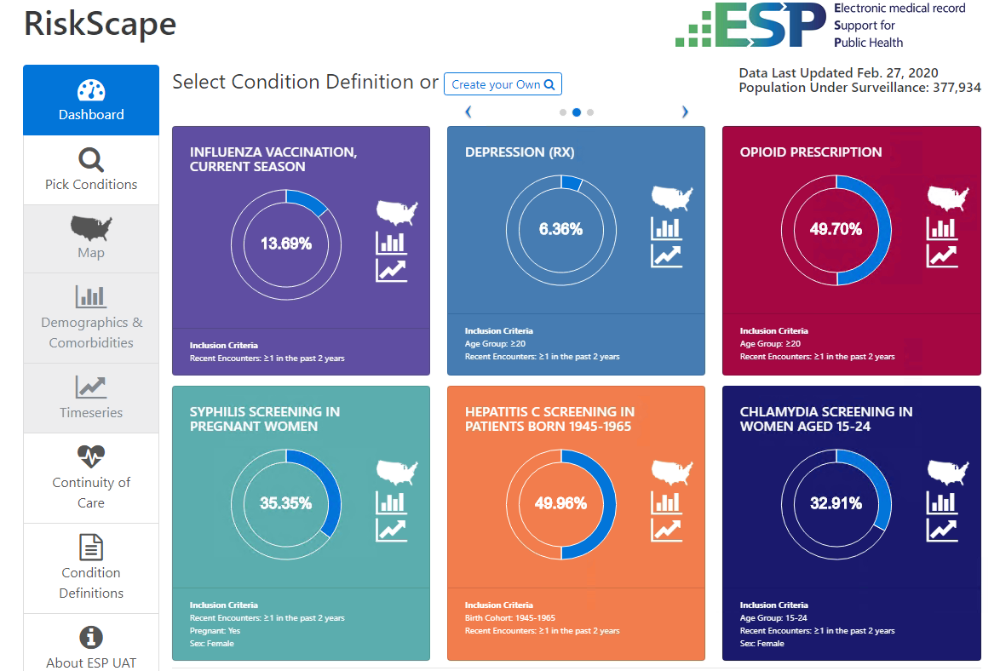 RiskScape
ESP
Electronic medical record
Support for
Public Health
Dashboard
Pick Conditions
Map
Demographics &
Comorbidities
Timeseries
Continuity of
Care
Condition
Definitions
About ESP UAT
Select Condition Definition or Create your Own
Data Last Updated Feb. 27, 2020
Population Under Surveillance: 377,934
INFLUENZA VACCINATION,
CURRENT SEASON
13.69%
Inclusion Criteria
Recent Encounters: ≥1 in the past 2 years
DEPRESSION (RX)
6.36%
Inclusion Criteria
Age Group: ≥20
Recent Encounters: ≥1 in the past 2 years
OPIOID PRESCRIPTION
49.70%
Inclusion Criteria
Age Group: ≥20
Recent Encounters: ≥1 in the past 2 years
SYPHILIS SCREENING IN
PREGNANT WOMEN
35.35%
Inclusion Criteria
Recent Encounters: ≥1 in the past 2 years
Pregnant: Yes
Sex: Female
HEPATITIS C SCREENING IN
PATIENTS BORN 1945-1965
49.96%
Inclusion Criteria
Birth Cohort: 1945-1965
Recent Encounters: ≥1 in the past 2 years
CHLAMYDIA SCREENING IN
WOMEN AGED 15-24
32.91%
Inclusion Criteria
Age Group: 15-24
Recent Encounters: ≥1 in the past 2 years
Sex: Female